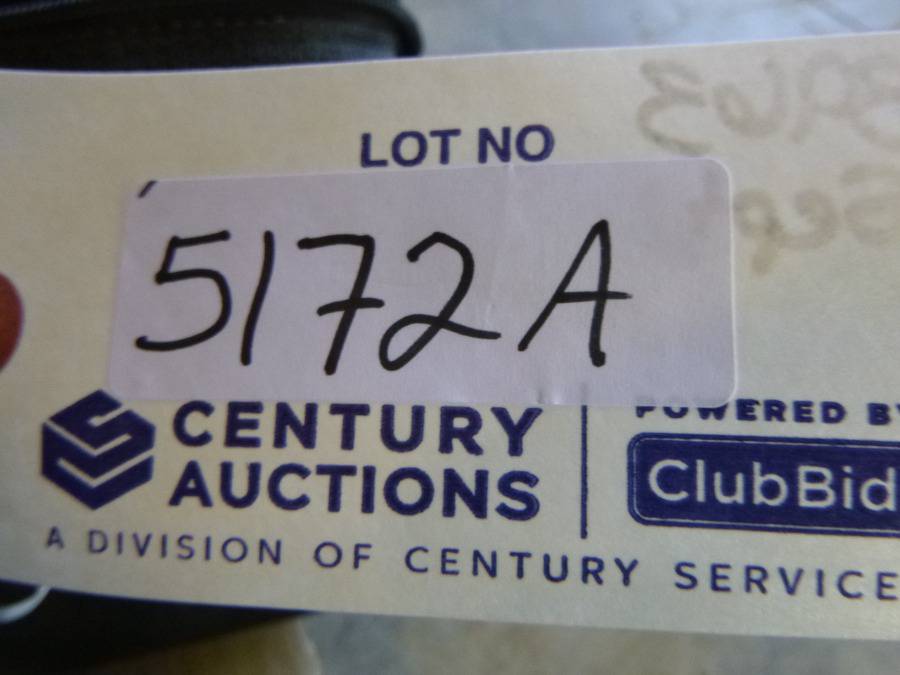 LOT NO
5172A
CENTURY
AUCTIONS
A DIVISION OF CENTURY SERVICE
POWERED BY
ClubBid